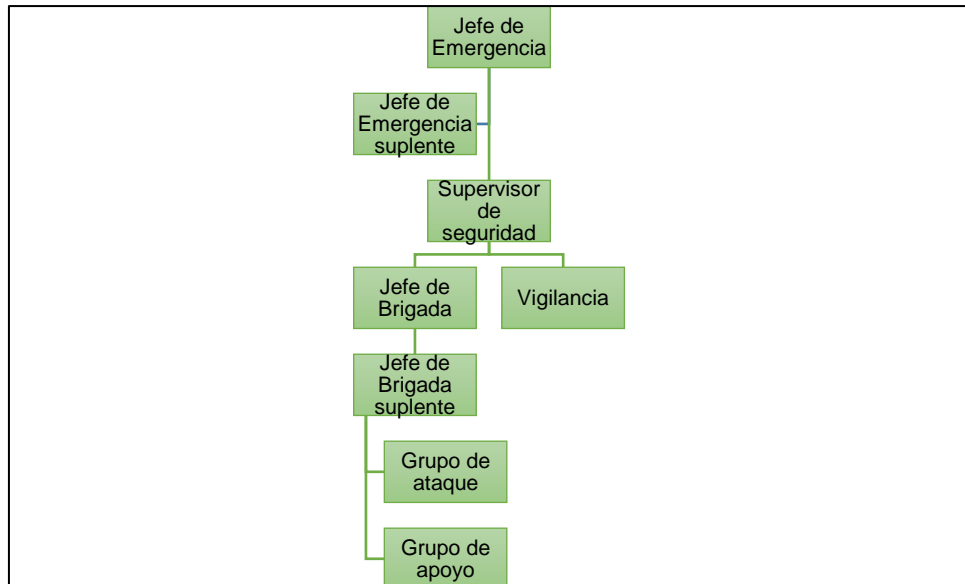 Jefe de
Emergencia
Jefe de
Emergencia
suplente
Supervisor
de
seguridad
Jefe de
Brigada
Vigilancia
Jefe de
Brigada
suplente
Grupo de
ataque
Grupo de
apoyo